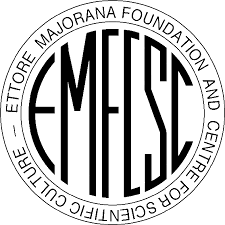 ETTORE MAJORANA FOUNDATION AND CENTRE FOR SCIENTIFIC CULTURE –
EMFCSC